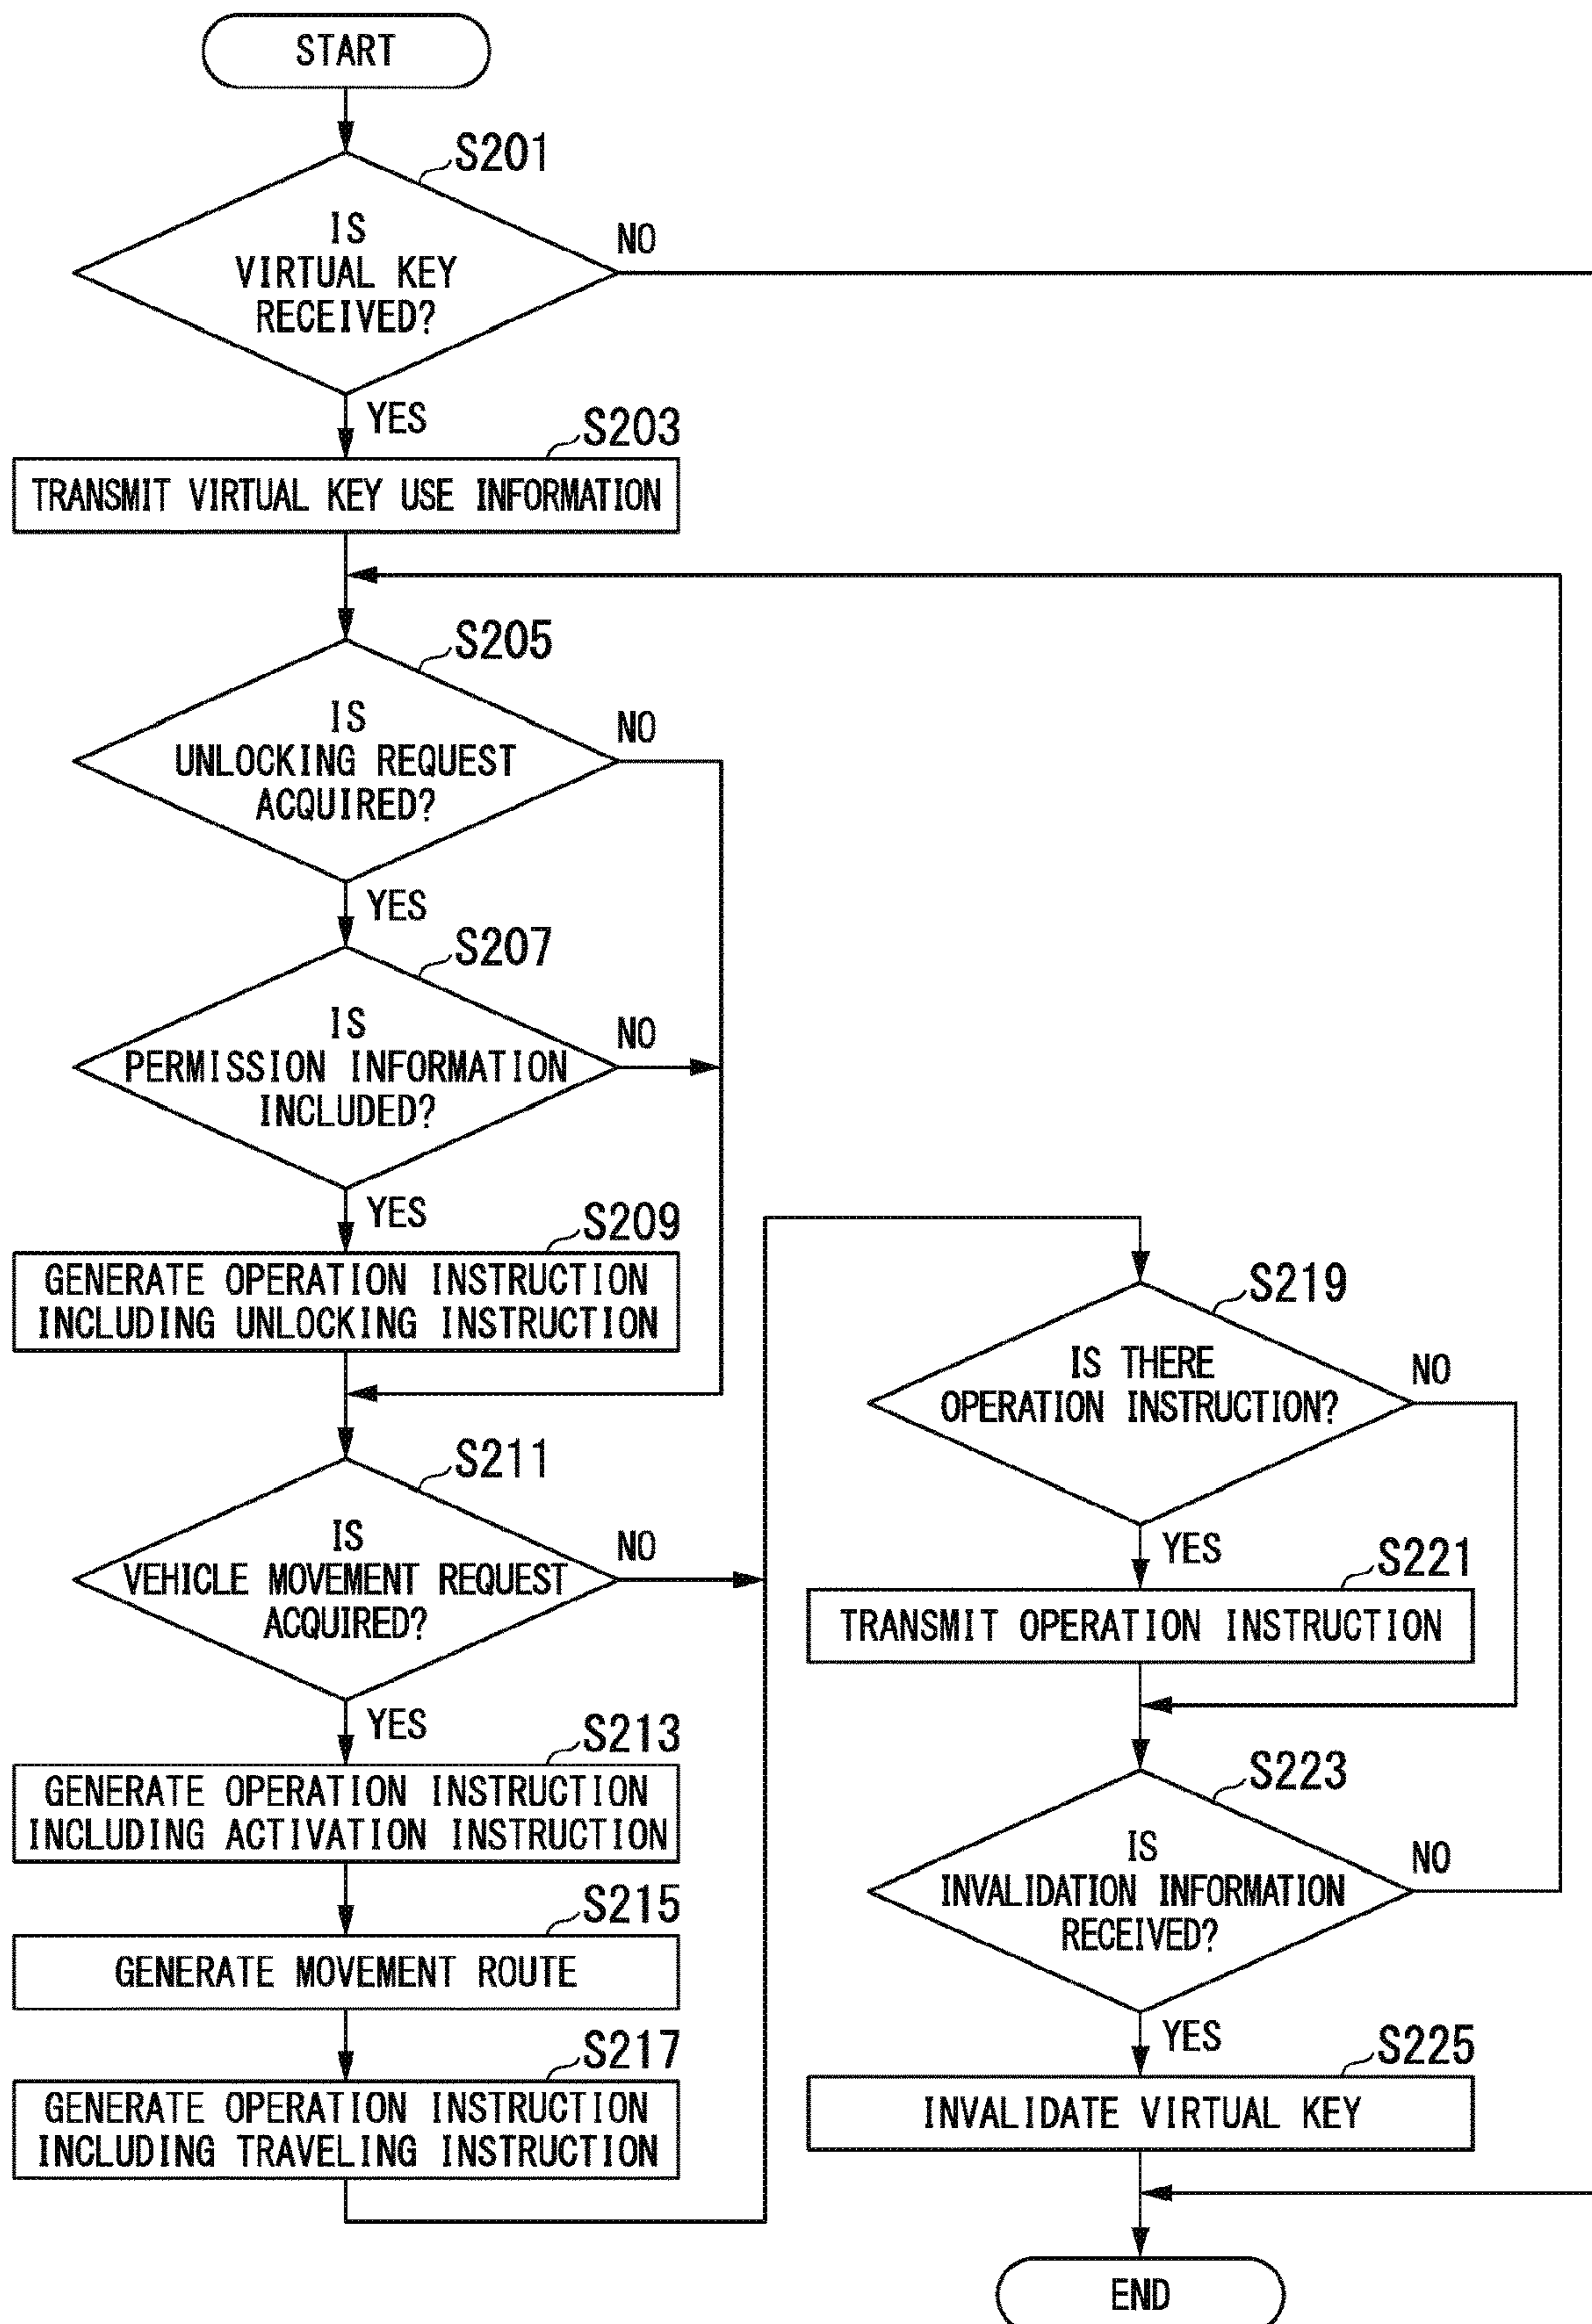 START
S201
IS
VIRTUAL KEY
RECEIVED?
NO
YES
S203
TRANSMIT VIRTUAL KEY USE INFORMATION
S205
IS
UNLOCKING REQUEST
ACQUIRED?
NO
YES
S207
IS
PERMISSION INFORMATION
INCLUDED?
NO
YES
S209
GENERATE OPERATION INSTRUCTION
INCLUDING UNLOCKING INSTRUCTION
S211
IS
VEHICLE MOVEMENT REQUEST
ACQUIRED?
NO
YES
S213
GENERATE OPERATION INSTRUCTION
INCLUDING ACTIVATION INSTRUCTION
S215
GENERATE MOVEMENT ROUTE
S217
GENERATE OPERATION INSTRUCTION
INCLUDING TRAVELING INSTRUCTION
S219
IS THERE
OPERATION INSTRUCTION?
NO
YES
S221
TRANSMIT OPERATION INSTRUCTION
S223
IS
INVALIDATION INFORMATION
RECEIVED?
NO
YES
S225
INVALIDATE VIRTUAL KEY
END